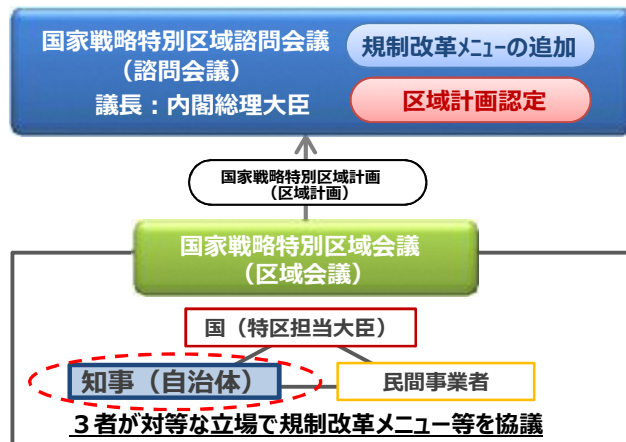 国家戦略特別区域諮問会議
（諮問会議）
議長：内閣総理大臣
規制改革メニューの追加
区域計画認定
国家戦略特別区域計画
（区域計画）
国家戦略特別区域会議
（区域会議）
国（特区担当大臣）
知事（自治体）
民間事業者
３者が対等な立場で規制改革メニュー等を協議